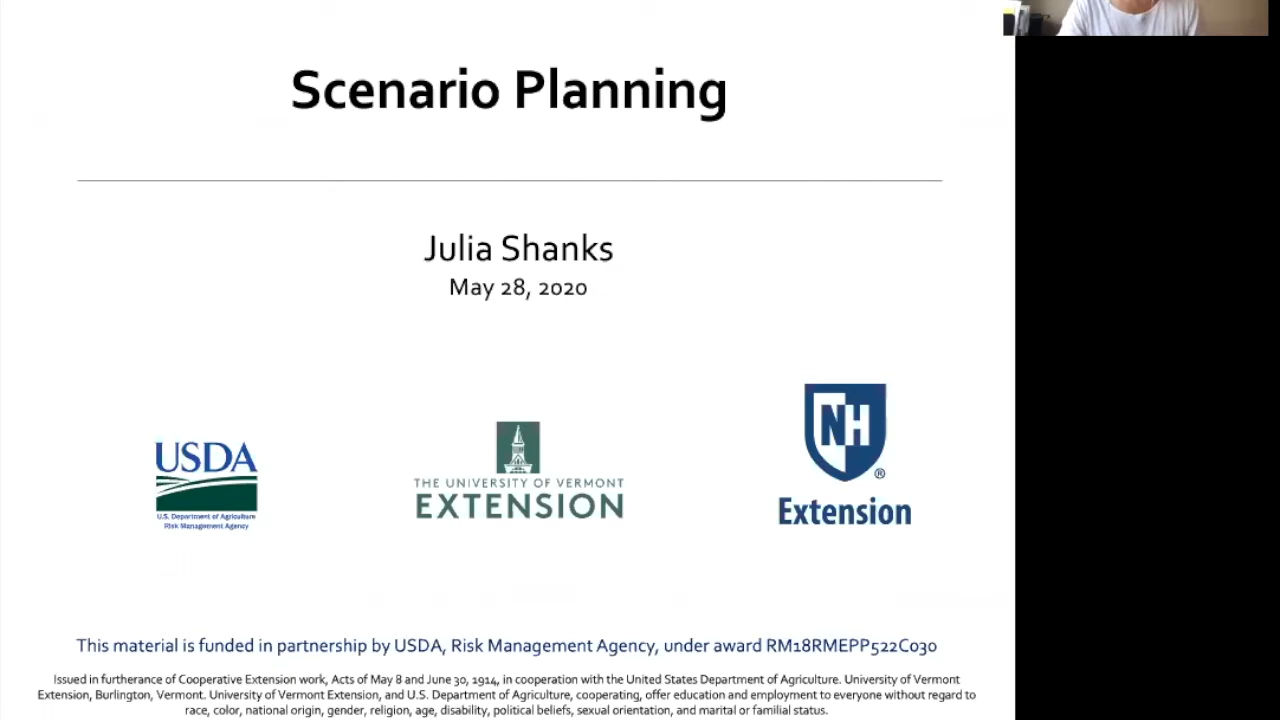 Scenario Planning
Julia Shanks
May 28, 2020
USDA
U.S. Department of Agriculture
Risk Management Agency
THE UNIVERSITY OF VERMONT
EXTENSION
NH
®
Extension
This material is funded in partnership by USDA, Risk Management Agency, under award RM18RMEPP522C030
Issued in furtherance of Cooperative Extension work, Acts of May 8 and June 30, 1914, in cooperation with the United States Department of Agriculture. University of Vermont
Extension, Burlington, Vermont. University of Vermont Extension, and U.S. Department of Agriculture, cooperating, offer education and employment to everyone without regard to
race, color, national origin, gender, religion, age, disability, political beliefs, sexual orientation, and marital or familial status.